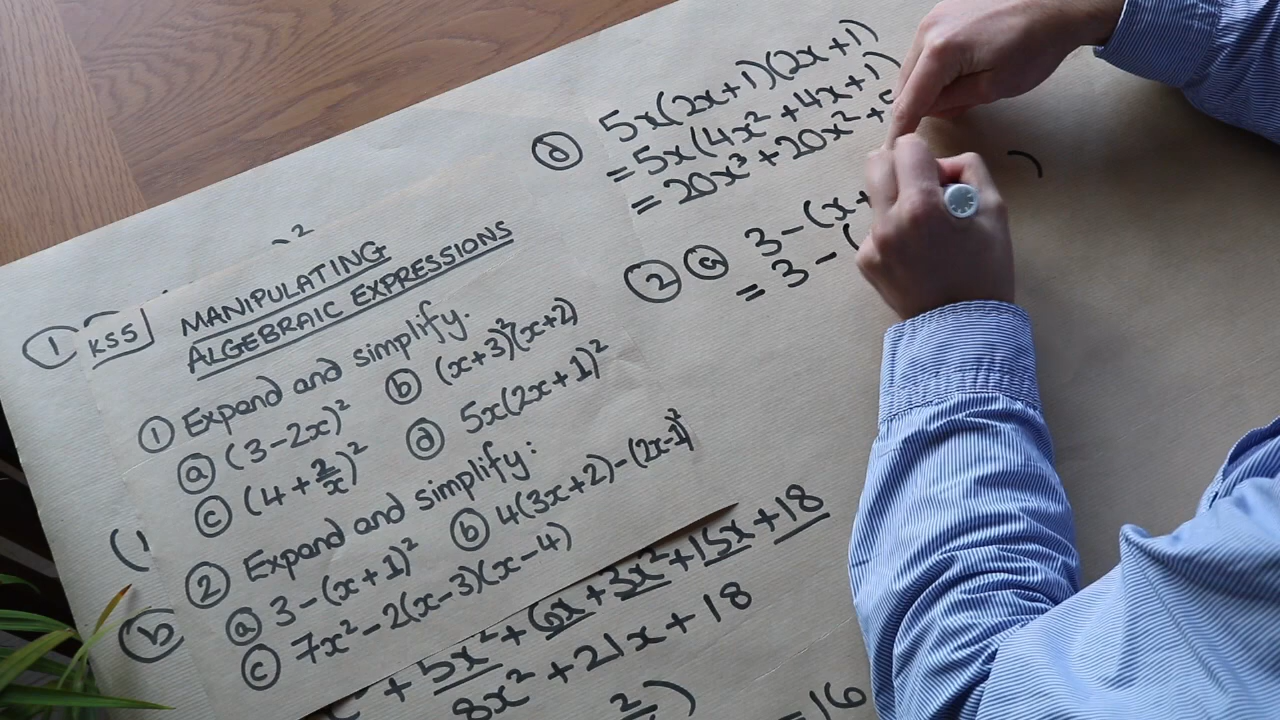 ① KS5 MANIPULATING
ALGEBRAIC EXPRESSIONS
① Expand and simplify.
ⓐ (3-2x)² ⓑ (x+3)²(x+2)
ⓒ (4+2/x)² ⓓ 5x(2x+1)²
② Expand and simplify:
ⓐ 3-(x+1)² ⓑ 4(3x+2)-(2x-1)²
ⓒ 7x²-2(x-3)(x-4)
ⓓ 5x(2x+1)(2x+1)
= 5x(4x²+4x+1)
= 20x³+20x²+
② ⓐ 3-(x+
= 3-(
ⓑ
+5x²+6x+3x²+15x+18
8x²+21x+18
2
)
=16